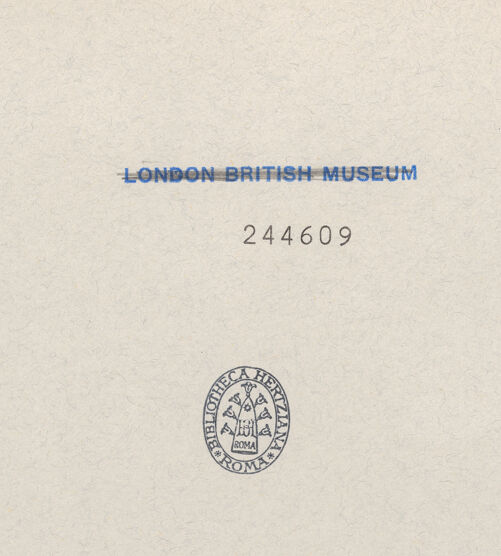 LONDON BRITISH MUSEUM
244609
BIBLIOTHECA HERTZIANA
ROMA
* ROMA *